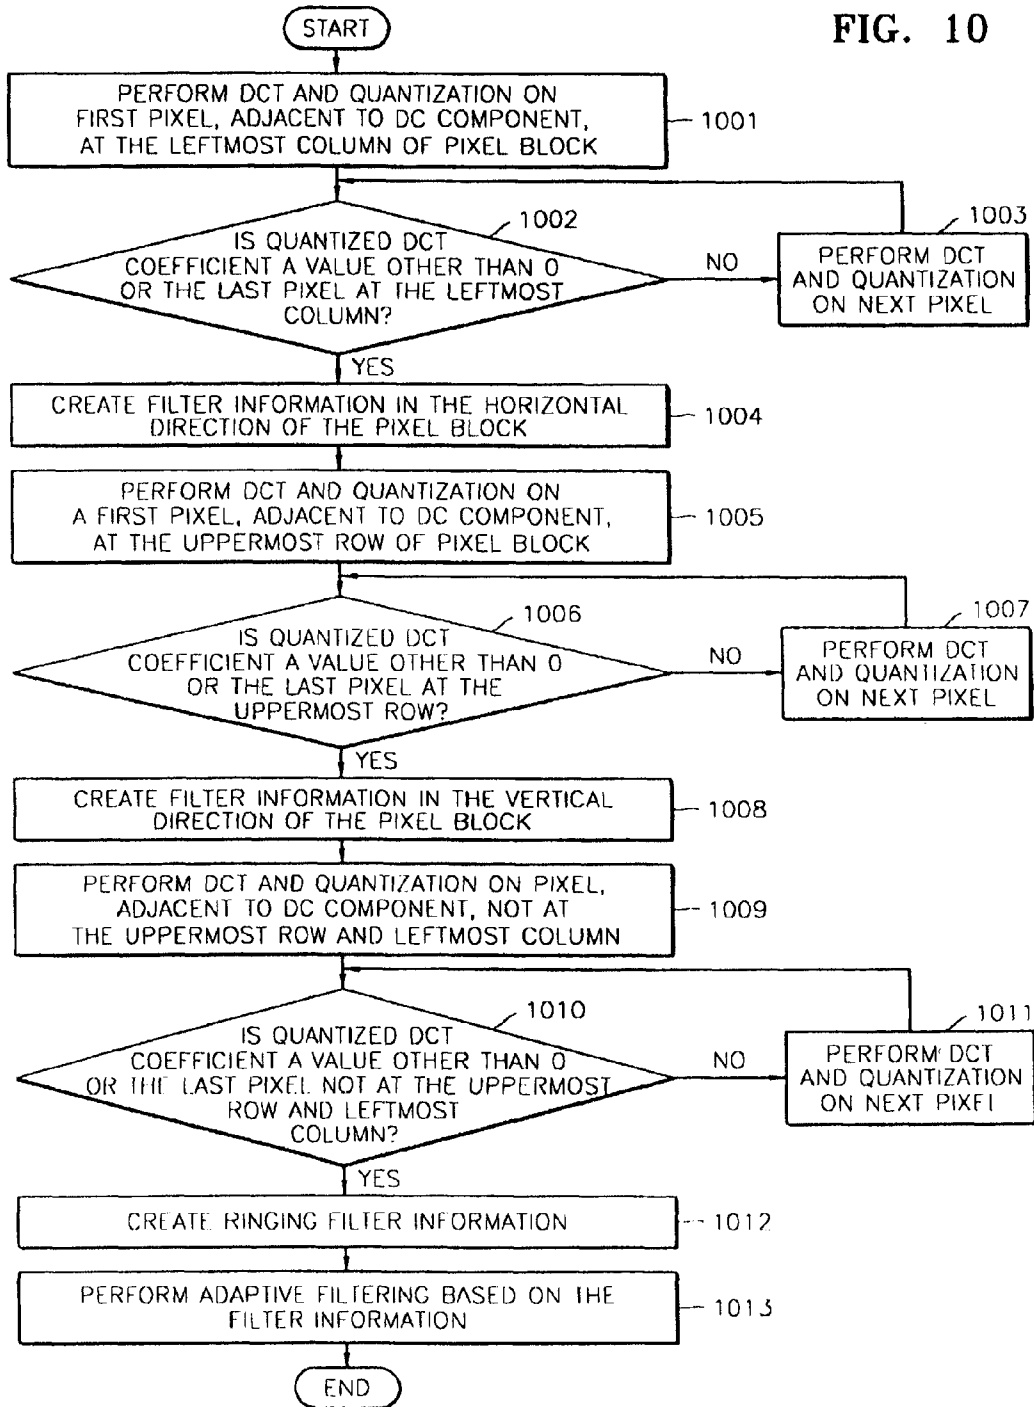 FIG. 10
START
PERFORM DCT AND QUANTIZATION ON
FIRST PIXEL, ADJACENT TO DC COMPONENT,
AT THE LEFTMOST COLUMN OF PIXEL BLOCK
1001
1002
IS QUANTIZED DCT
COEFFICIENT A VALUE OTHER THAN 0
OR THE LAST PIXEL AT THE LEFTMOST
COLUMN?
NO
1003
PERFORM DCT
AND QUANTIZATION
ON NEXT PIXEL
YES
CREATE FILTER INFORMATION IN THE HORIZONTAL
DIRECTION OF THE PIXEL BLOCK
1004
PERFORM DCT AND QUANTIZATION ON
A FIRST PIXEL, ADJACENT TO DC COMPONENT,
AT THE UPPERMOST ROW OF PIXEL BLOCK
1005
1006
IS QUANTIZED DCT
COEFFICIENT A VALUE OTHER THAN 0
OR THE LAST PIXEL AT THE
UPPERMOST ROW?
NO
1007
PERFORM DCT
AND QUANTIZATION
ON NEXT PIXEL
YES
CREATE FILTER INFORMATION IN THE VERTICAL
DIRECTION OF THE PIXEL BLOCK
1008
PERFORM DCT AND QUANTIZATION ON PIXEL,
ADJACENT TO DC COMPONENT, NOT AT
THE UPPERMOST ROW AND LEFTMOST COLUMN
1009
1010
IS QUANTIZED DCT
COEFFICIENT A VALUE OTHER THAN 0
OR THE LAST PIXEL NOT AT THE UPPERMOST
ROW AND LEFTMOST
COLUMN?
NO
1011
PERFORM DCT
AND QUANTIZATION
ON NEXT PIXEL
YES
CREATE RINGING FILTER INFORMATION
1012
PERFORM ADAPTIVE FILTERING BASED ON THE
FILTER INFORMATION
1013
END